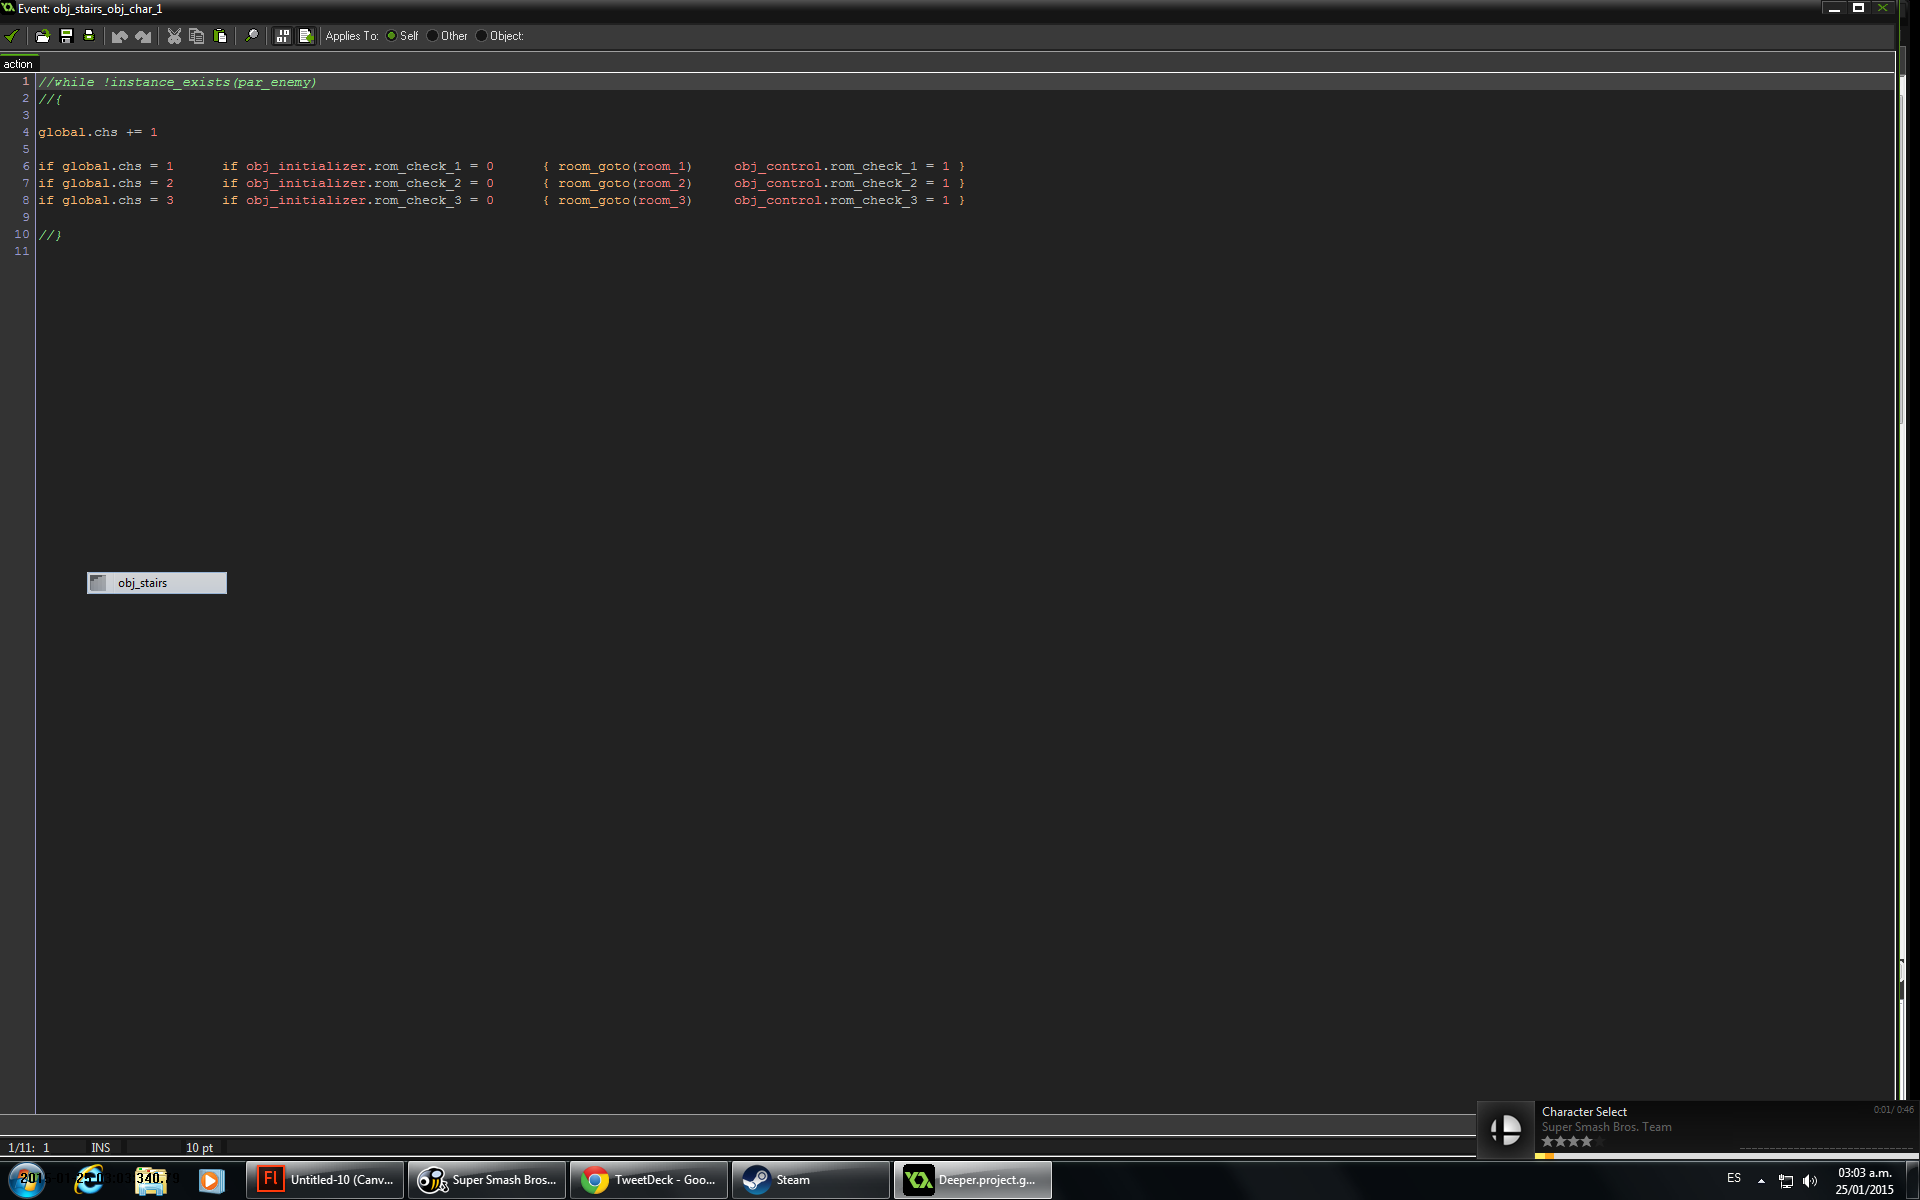 Event: obj_stairs_obj_char_1
Applies To: Self Other Object:
action
1 //while !instance_exists(par_enemy)
2 //{
3
4 global.chs += 1
5
6 if global.chs = 1 if obj_initializer.rom_check_1 = 0 { room_goto(room_1) obj_control.rom_check_1 = 1 }
7 if global.chs = 2 if obj_initializer.rom_check_2 = 0 { room_goto(room_2) obj_control.rom_check_2 = 1 }
8 if global.chs = 3 if obj_initializer.rom_check_3 = 0 { room_goto(room_3) obj_control.rom_check_3 = 1 }
9
10 //}
11
obj_stairs
Character Select 0:01/ 0:46
Super Smash Bros. Team
1/11: 1 INS 10 pt
Fl Untitled-10 (Canv...
Super Smash Bros...
TweetDeck - Goo...
Steam
Deeper.project.g...
ES
03:03 a.m.
25/01/2015